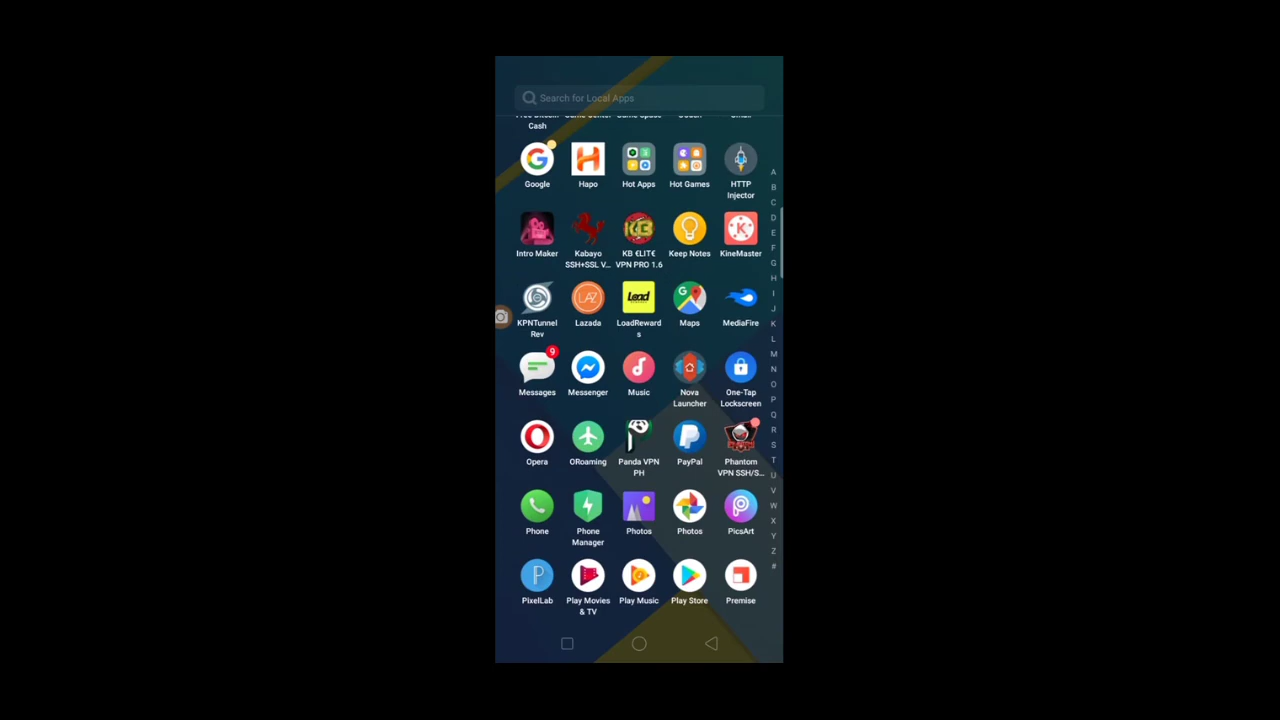 Search for Local Apps
Cash
Google Hapo Hot Apps Hot Games HTTP
Injector
Intro Maker Kabayo KB €LIT€ Keep Notes KineMaster
SSH+SSL V... VPN PRO 1.6
KPNTunnel Lazada LoadReward Maps MediaFire
Rev s
9
Messages Messenger Music Nova One-Tap
Launcher Lockscreen
Opera ORoaming Panda VPN PayPal Phantom
PH VPN SSH/S...
Phone Phone Photos Photos PicsArt
Manager
PixelLab Play Movies Play Music Play Store Premise
& TV
A
B
C
D
E
F
G
H
I
J
K
L
M
N
O
P
Q
R
S
T
U
V
W
X
Y
Z
#